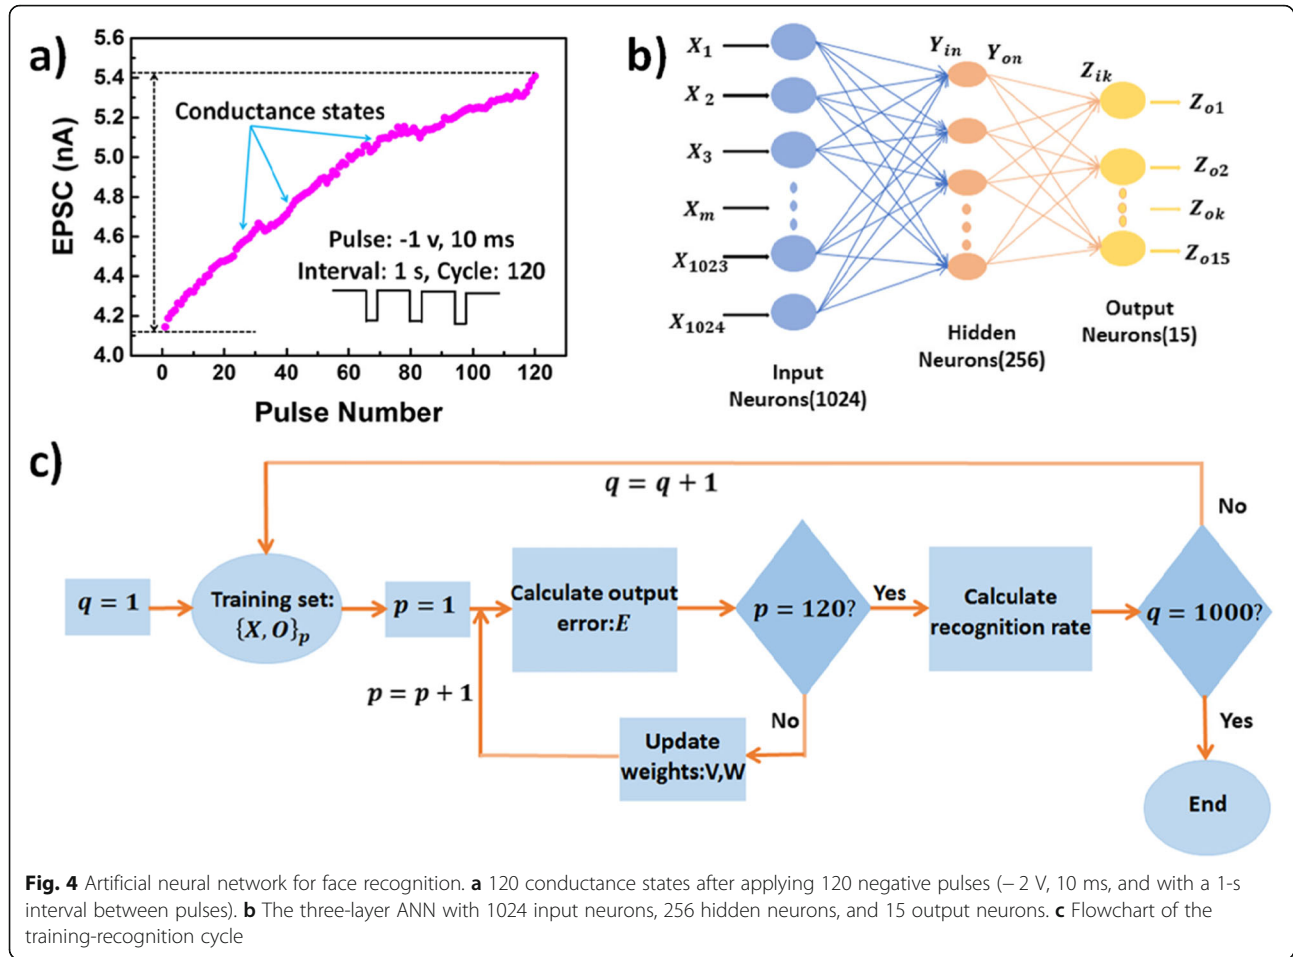 a)
5.6
5.4
5.2
5.0
4.8
4.6
4.4
4.2
4.0
EPSC (nA)
Conductance states
Pulse: -1 v, 10 ms
Interval: 1 s, Cycle: 120
0 20 40 60 80 100 120
Pulse Number
b)
X₁
X₂
X₃
Xₘ
X₁₀₂₃
X₁₀₂₄
Yᵢₙ
Yₒₙ
Zᵢₖ
Zₒ₁
Zₒ₂
Zₒₖ
Zₒ₁₅
Input
Neurons(1024)
Hidden
Neurons(256)
Output
Neurons(15)
c)
q = q + 1
No
q = 1
Training set:
{X, O}ₚ
p = 1
Calculate output
error:E
p = 120?
Yes
Calculate
recognition rate
q = 1000?
p = p + 1
No
Update
weights:V,W
Yes
End
Fig. 4 Artificial neural network for face recognition. a 120 conductance states after applying 120 negative pulses (− 2 V, 10 ms, and with a 1-s
interval between pulses). b The three-layer ANN with 1024 input neurons, 256 hidden neurons, and 15 output neurons. c Flowchart of the
training-recognition cycle